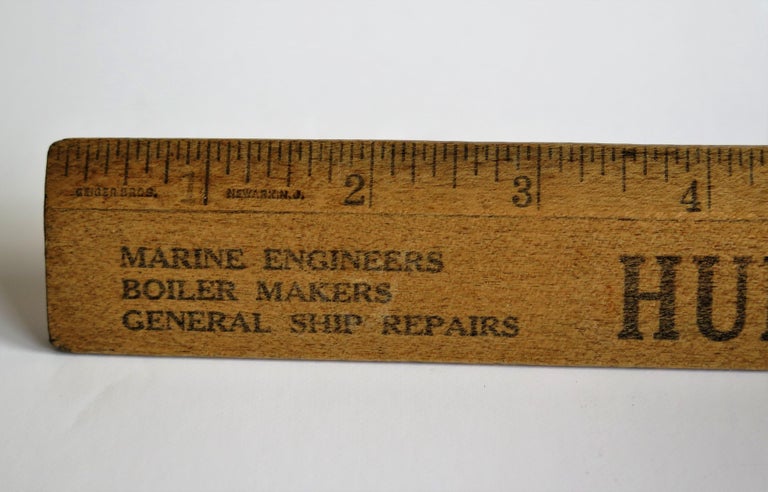 1 2 3 4
GEIGER BROS. NEWARK N. J.
MARINE ENGINEERS
BOILER MAKERS
GENERAL SHIP REPAIRS
HU